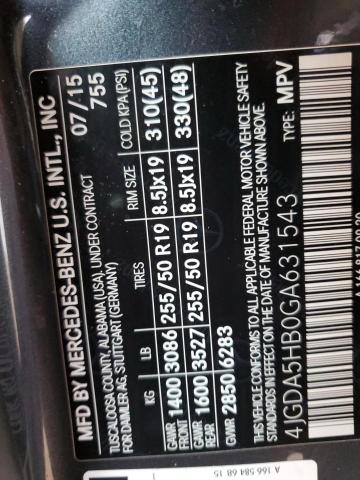 MFD BY MERCEDES-BENZ U.S. INTL., INC
TUSCALOOSA COUNTY, ALABAMA (USA), UNDER CONTRACT
FOR DAIMLER AG, STUTTGART (GERMANY)
07/15
755
KG LB TIRES RIM SIZE COLD KPA (PSI)
GAWR FRONT 1400 3086 255/50 R19 8.5Jx19 310(45)
GAWR REAR 1600 3527 255/50 R19 8.5Jx19 330(48)
GVWR 2850 6283
THIS VEHICLE CONFORMS TO ALL APPLICABLE FEDERAL MOTOR VEHICLE SAFETY
STANDARDS IN EFFECT ON THE DATE OF MANUFACTURE SHOWN ABOVE.
4JGDA5HB0GA631543 TYPE: MPV
A 166 584 68 15